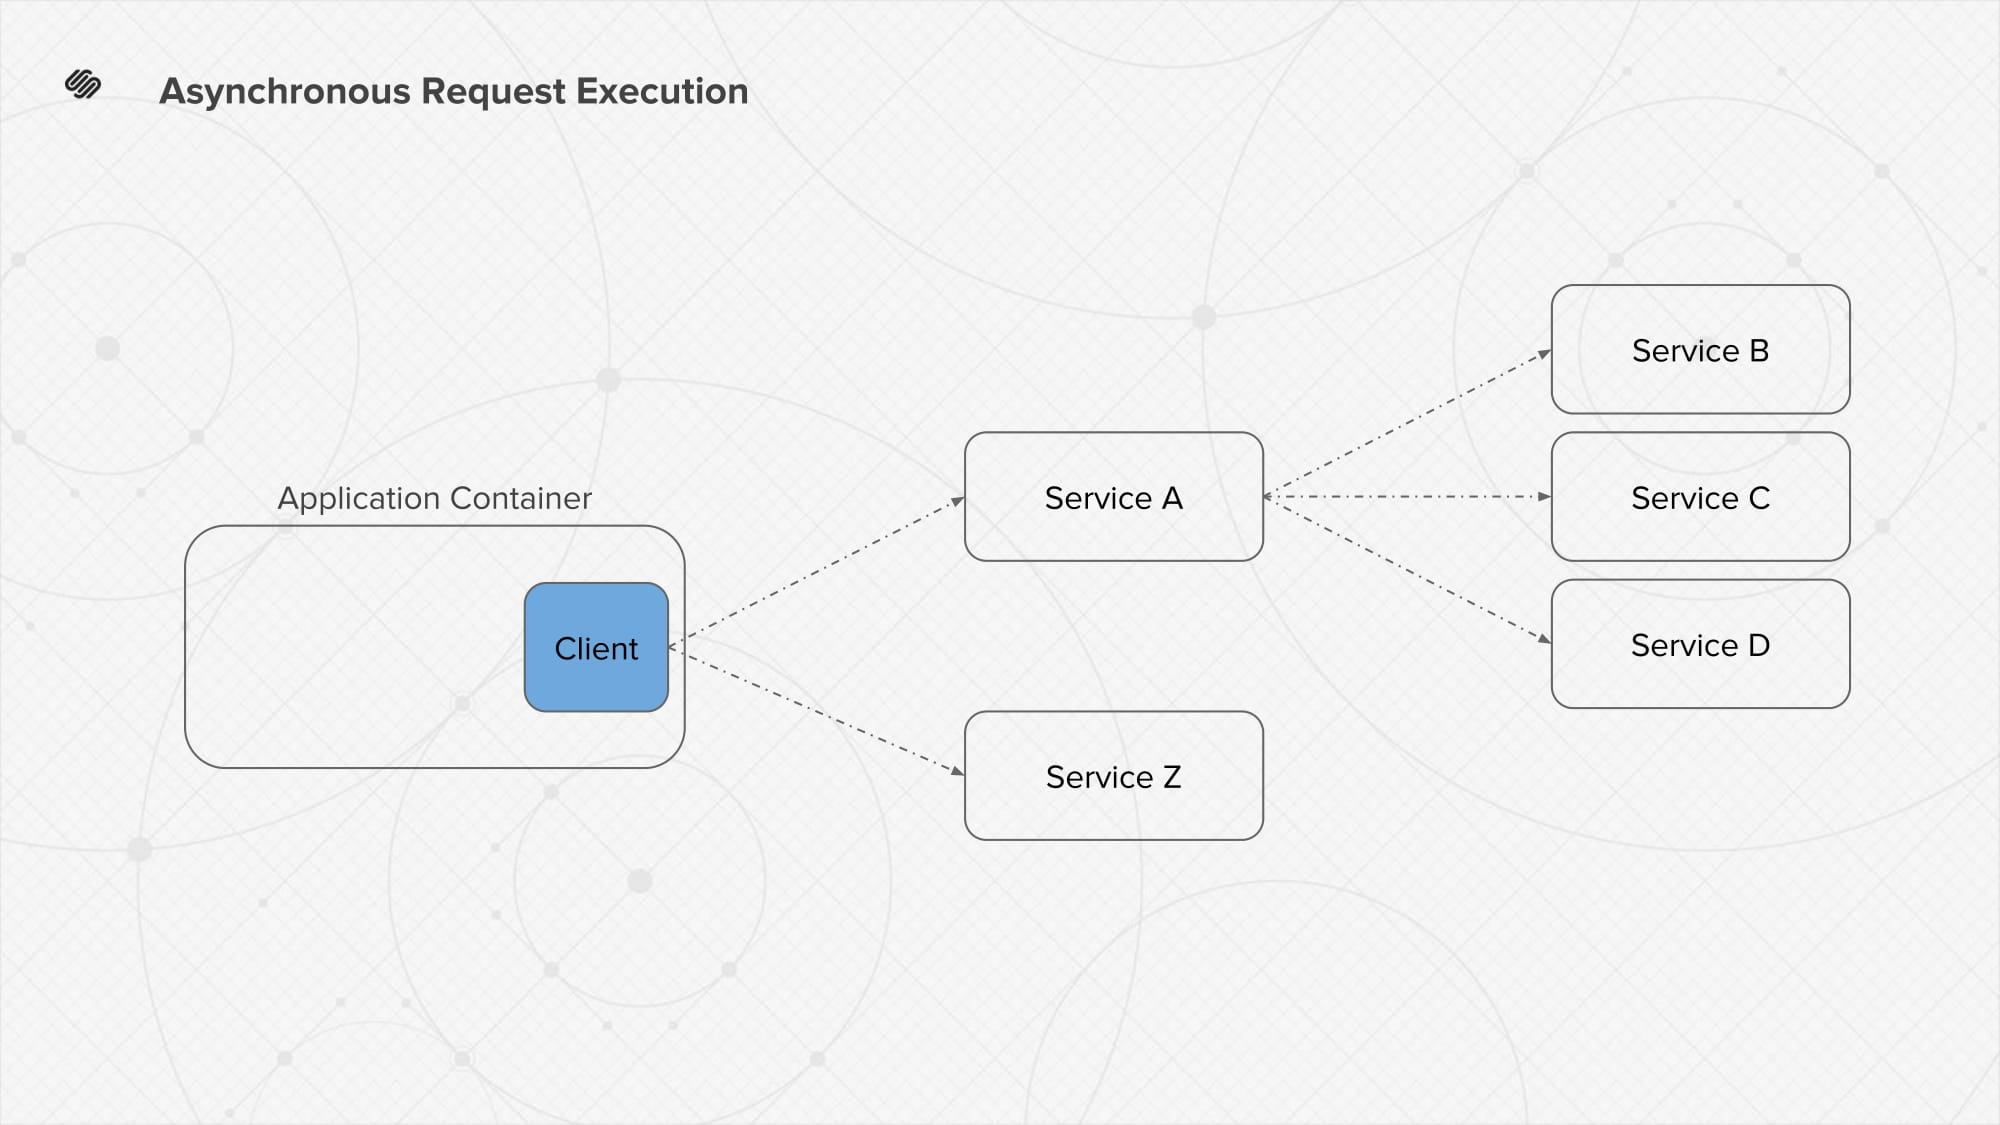 Asynchronous Request Execution
Application Container
Client
Service A
Service Z
Service B
Service C
Service D